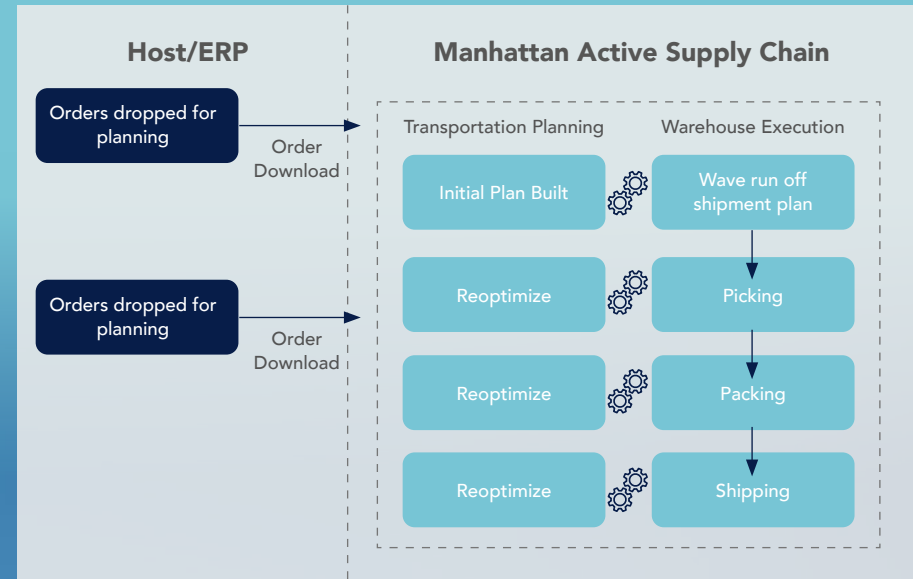 Host/ERP
Manhattan Active Supply Chain
Orders dropped for
planning
Order
Download
Transportation Planning
Warehouse Execution
Initial Plan Built
Wave run off
shipment plan
Orders dropped for
planning
Order
Download
Reoptimize
Picking
Reoptimize
Packing
Reoptimize
Shipping